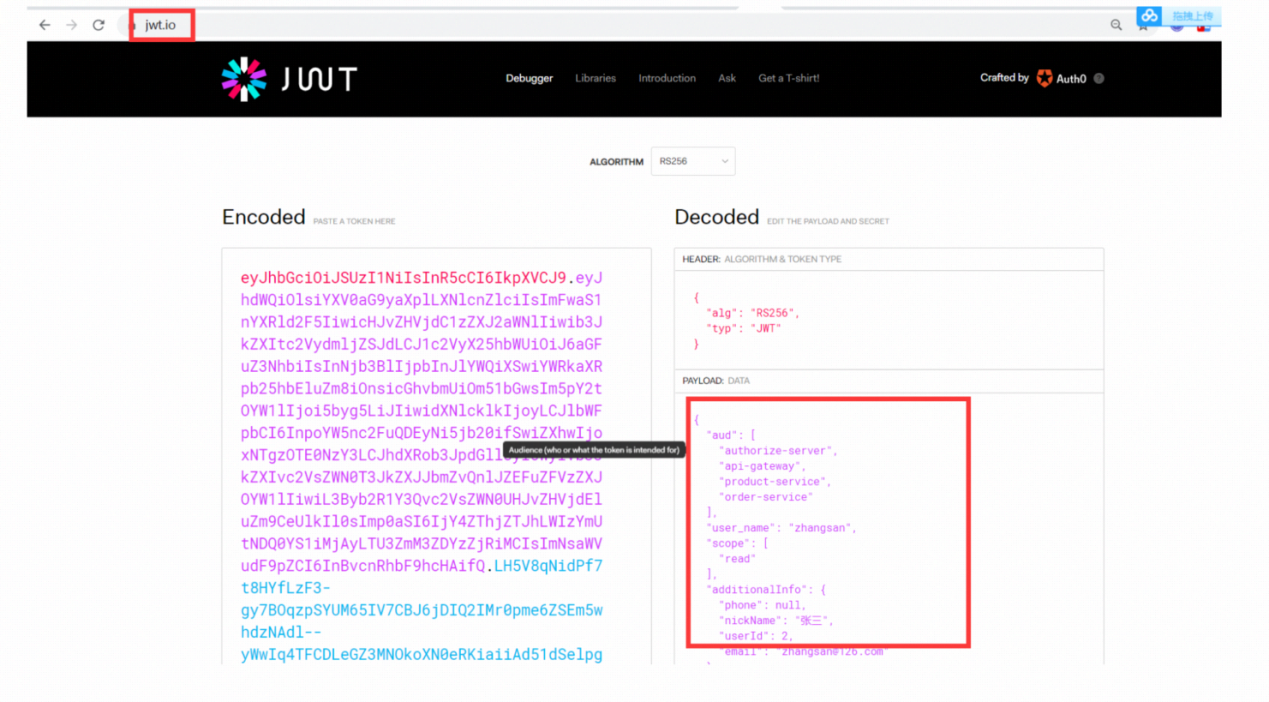 jwt.io
拖拽上传
JWT
Debugger
Libraries
Introduction
Ask
Get a T-shirt!
Crafted by
Auth0
ALGORITHM
RS256
Encoded PASTE A TOKEN HERE
eyJhbGciOiJSUzI1NiIsInR5cCI6IkpXVCJ9.eyJ
hdWQiOlsiYXV0aG9yaXplLXNlcnZlciIsImFwaS1
nYXRld2F5IiwicHJvZHVjdC1zZXJ2aWNlIiwib3J
kZXItc2VydmljZSJdLCJ1c2VyX25hbWUiOiJ6aGF
uZ3NhbiIsInNjb3BlIjpbInJlYWQiXSwiYWRkaXR
pb25hbEluZm8iOnsicGhvbmUiOm51bGwsIm5pY2t
OYW1lIjoi5byg5LiJIiwidXNlcklkIjoyLCJlbWF
pbCI6InpoYW5nc2FuQDEyNi5jb20ifSwiZXhwIjo
xNTgzOTE0NzY3LCJhdXRob3JpdGll
Audience (who or what the token is intended for)
kZXIvc2VsZWN0T3JkZXJJbmZvQnlJZEFuZFVzZXJ
OYW1lIiwiL3Byb2R1Y3Qvc2VsZWN0UHJvZHVjdEl
uZm9CeUlkIl0sImp0aSI6IjY4ZThjZTJhLWIzYmU
tNDQ0YS1iMjAyLTU3ZmM3ZDYzZjRiMCIsImNsaWV
udF9pZCI6InBvcnRhbF9hcHAifQ.LH5V8qNidPf7
t8HYfLzF3-
gy7BOqzpSYUM65IV7CBJ6jDIQ2IMr0pme6ZSEm5w
hdzNAdl--
yWwIq4TFCDLeGZ3MNOkoXN0eRKiaiiAd51dSelpg
Decoded EDIT THE PAYLOAD AND SECRET
HEADER: ALGORITHM & TOKEN TYPE
{
"alg": "RS256",
"typ": "JWT"
}
PAYLOAD: DATA
{
"aud": [
"authorize-server",
"api-gateway",
"product-service",
"order-service"
],
"user_name": "zhangsan",
"scope": [
"read"
],
"additionalInfo": {
"phone": null,
"nickName": "张三",
"userId": 2,
"email": "zhangsan@126.com"